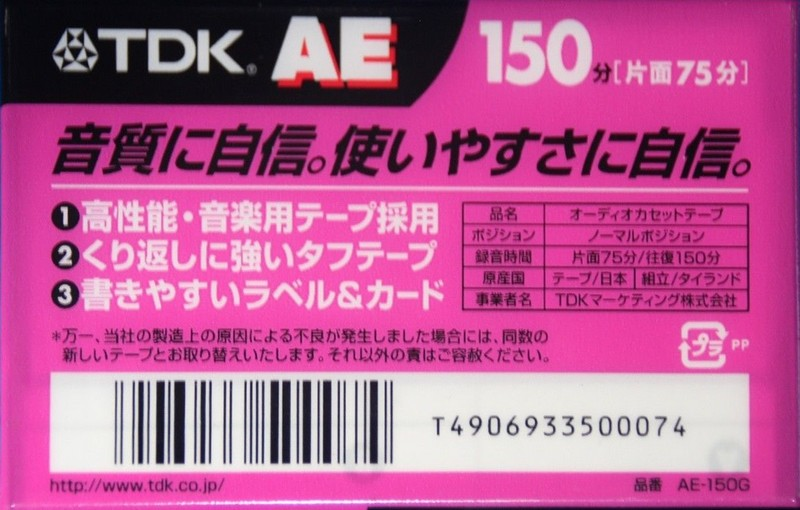 TDK® AE
150分[片面75分]
音質に自信。使いやすさに自信。
❶高性能・音楽用テープ採用
❷くり返しに強いタフテープ
❸書きやすいラベル&カード
品名 オーディオカセットテープ
ポジション ノーマルポジション
録音時間 片面75分/往復150分
原産国 テープ/日本 組立/タイランド
事業者名 TDKマーケティング株式会社
*万一、当社の製造上の原因による不良が発生しました場合には、同数の
新しいテープとお取り替えいたします。それ以外の責はご容赦ください。
プラ PP
T4906933500074
http://www.tdk.co.jp/
品番 AE-150G